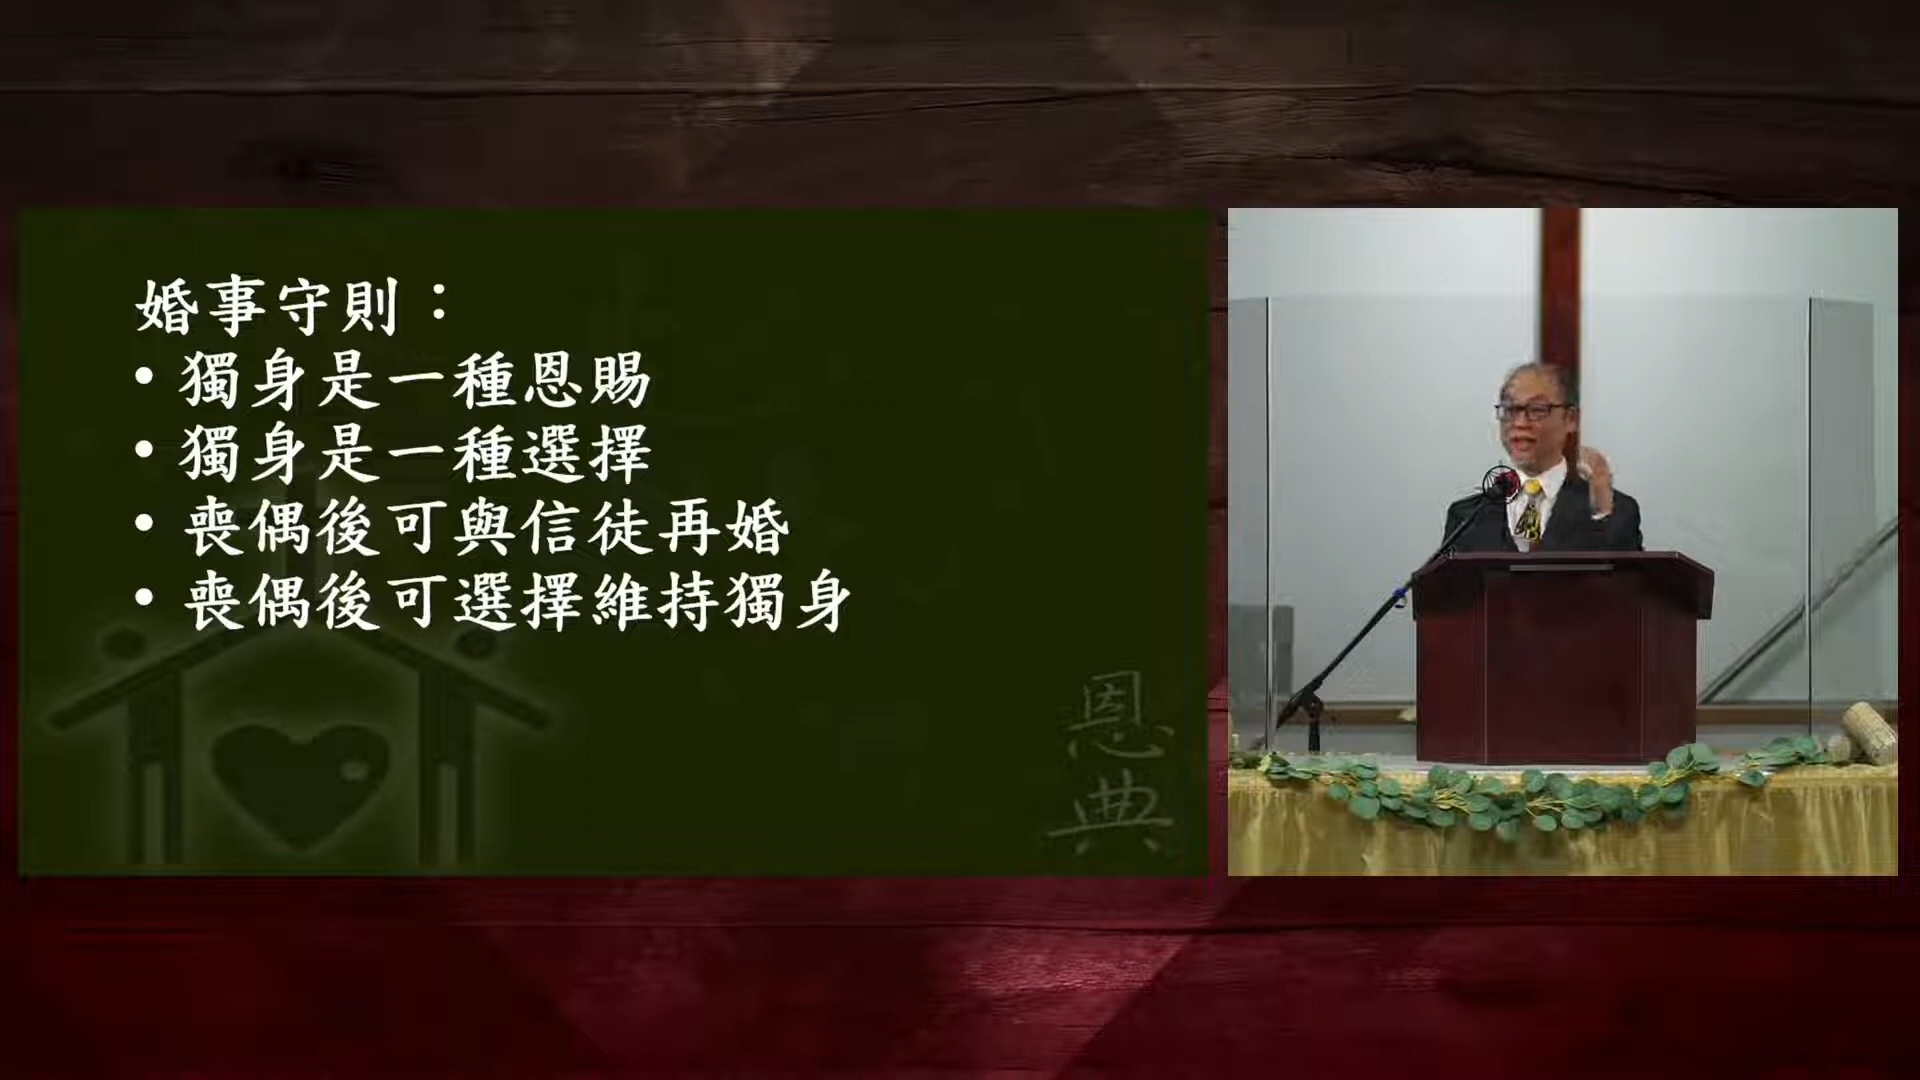 婚事守則：
• 獨身是一種恩賜
• 獨身是一種選擇
• 喪偶後可與信徒再婚
• 喪偶後可選擇維持獨身
恩
典